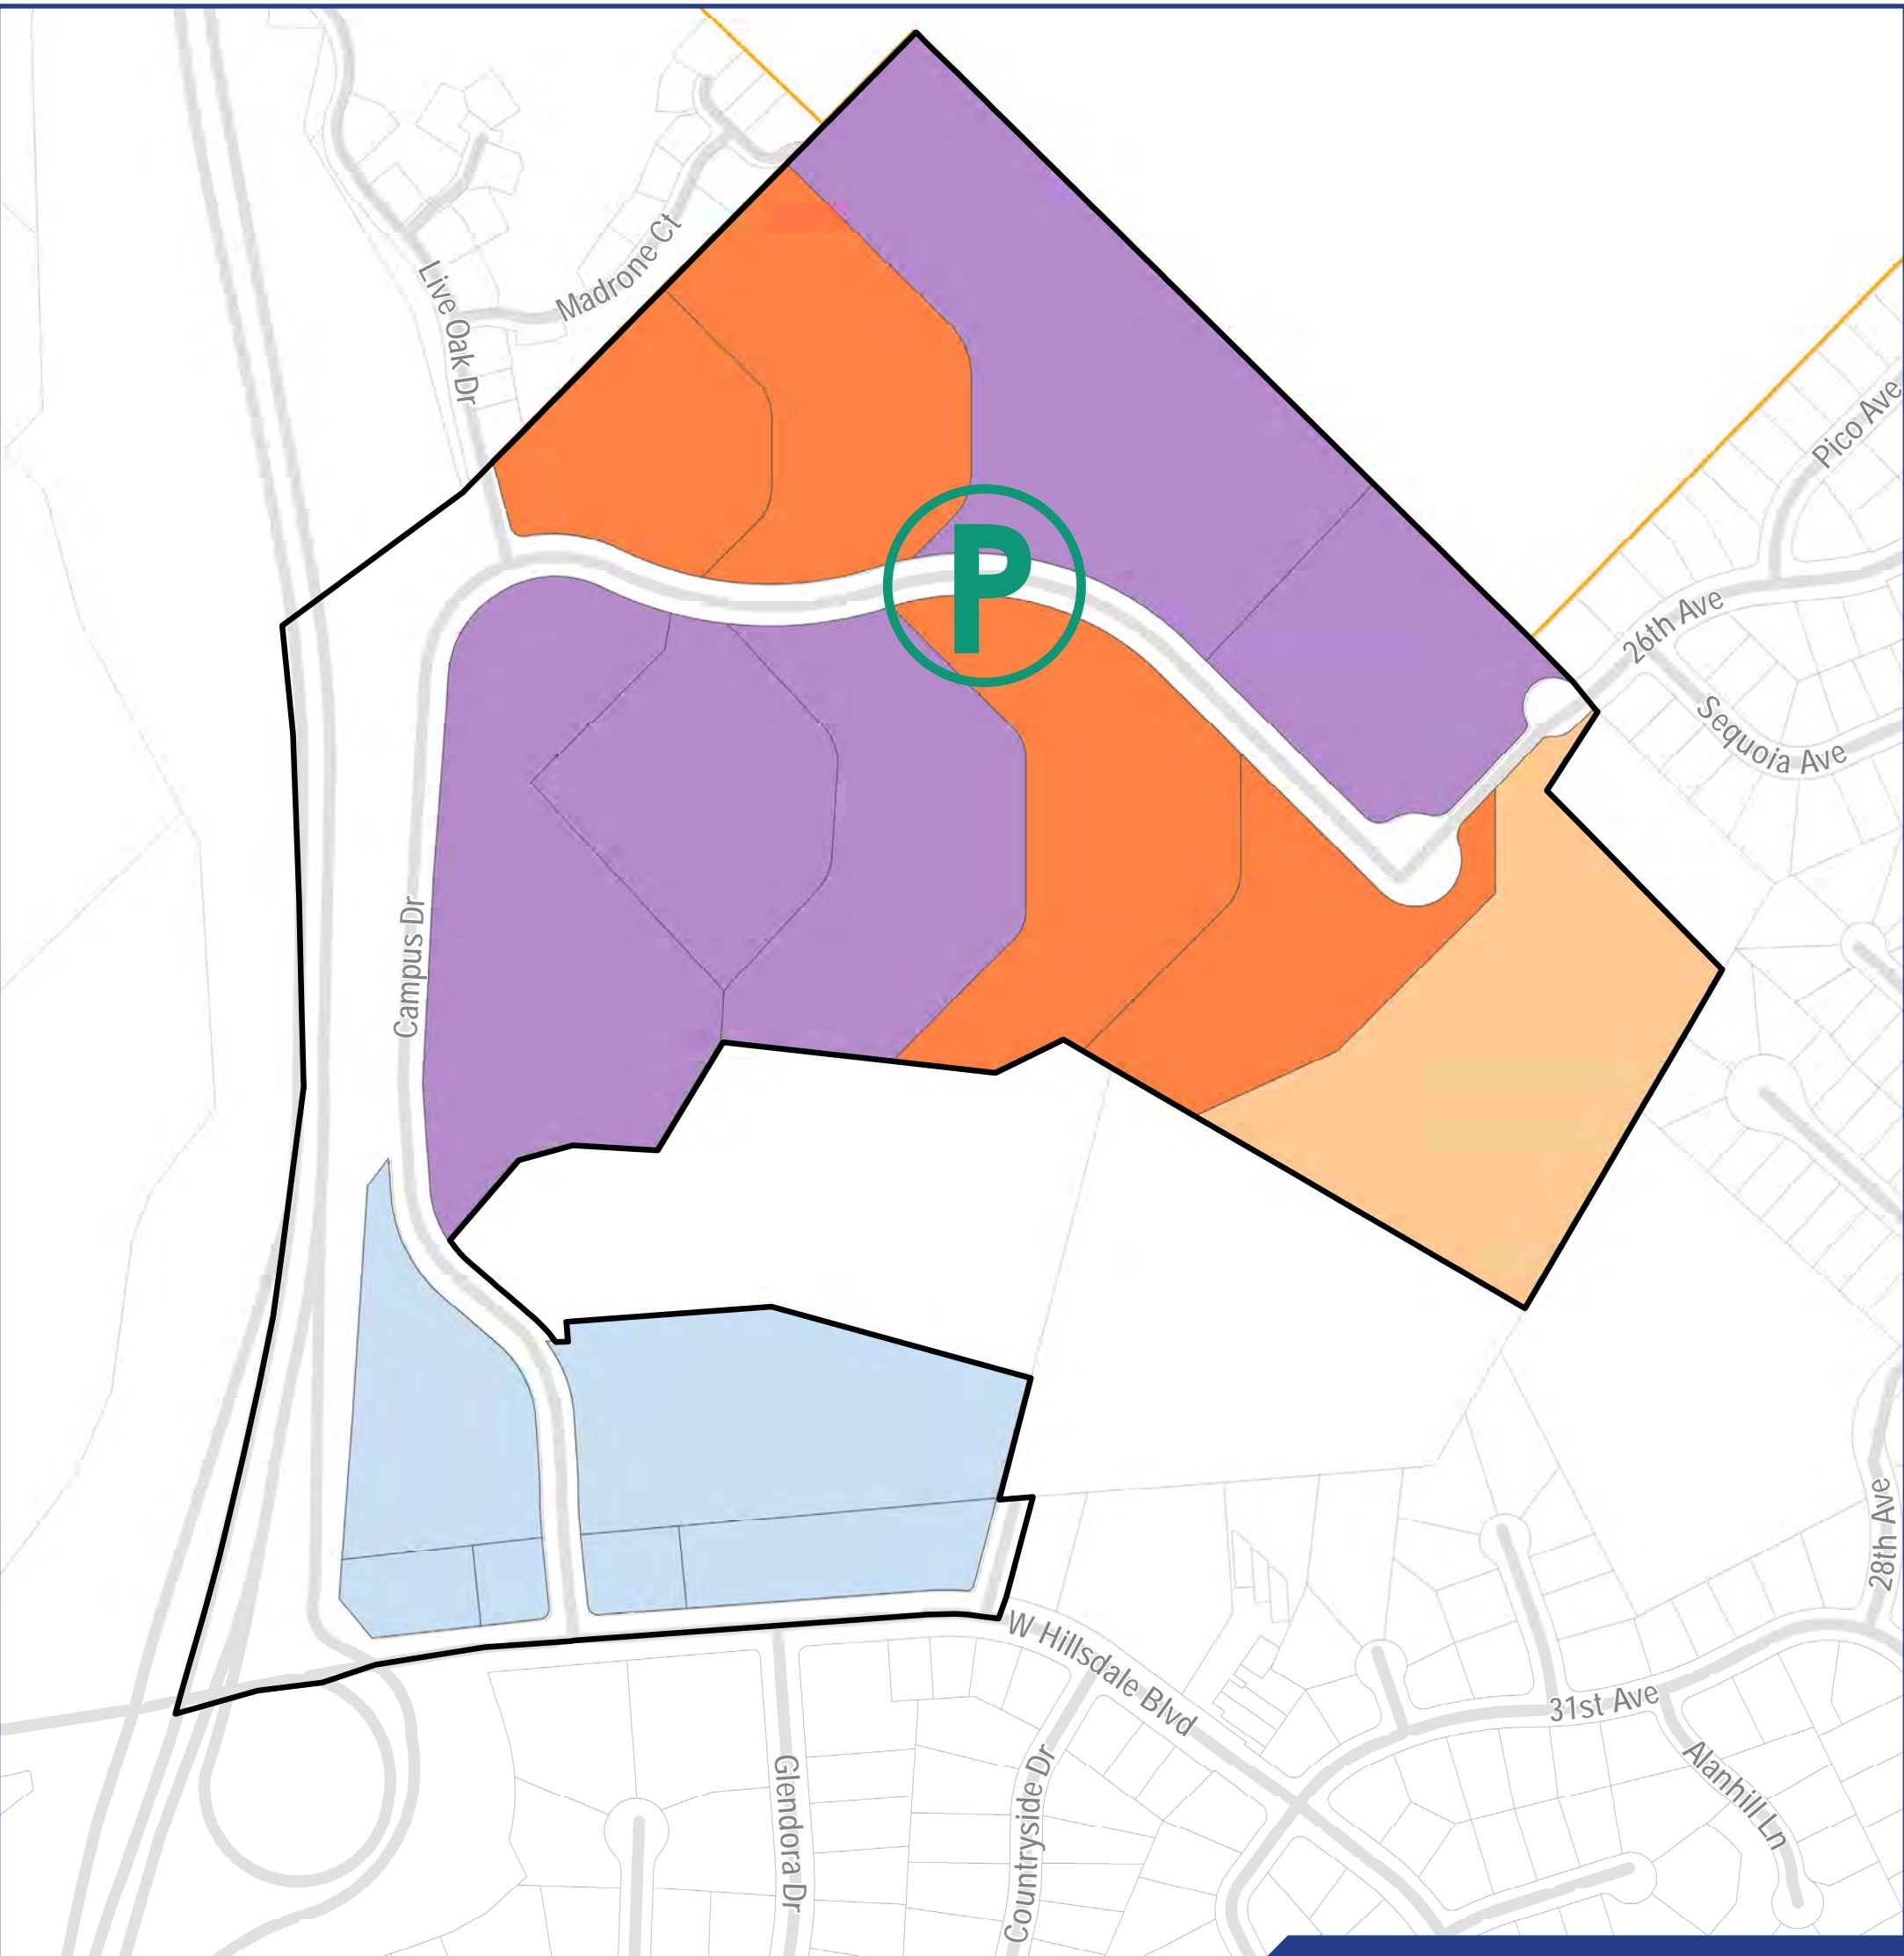 Madrone Ct
Live Oak Dr
Pico Ave
P
26th Ave
Sequoia Ave
Campus Dr
28th Ave
W Hillsdale Blvd
31st Ave
Glendora Dr
Countryside Dr
Alanhill Ln